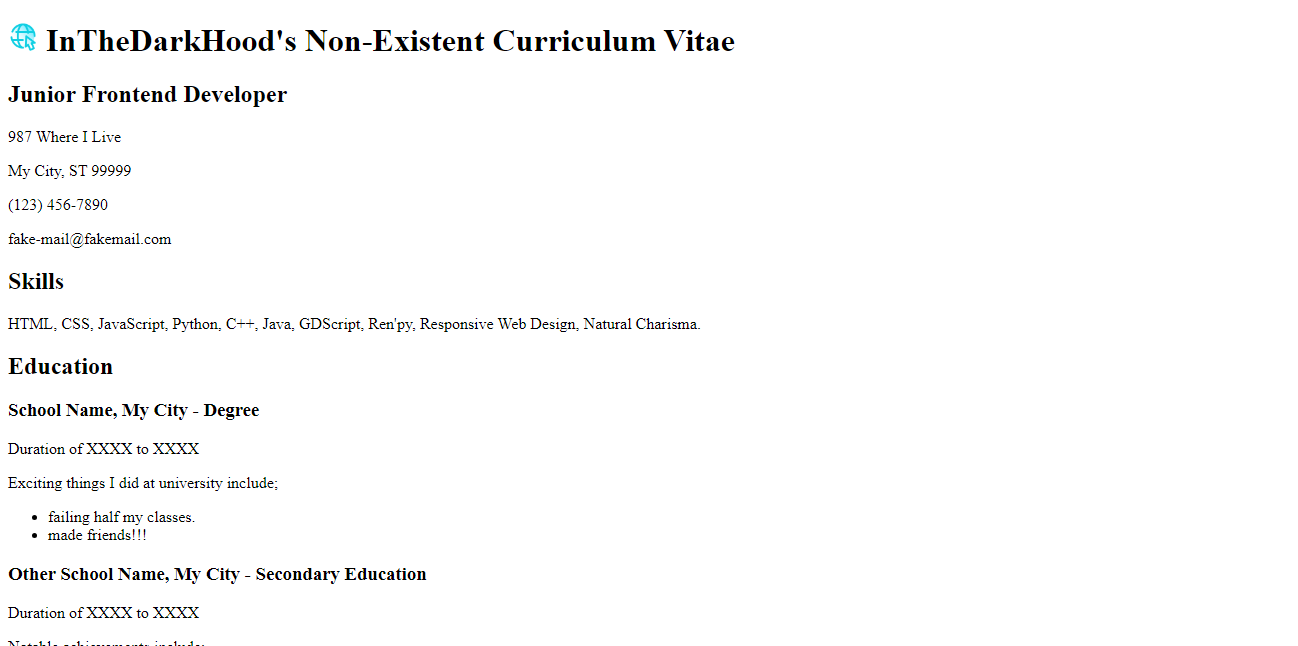 InTheDarkHood's Non-Existent Curriculum Vitae
Junior Frontend Developer
987 Where I Live
My City, ST 99999
(123) 456-7890
fake-mail@fakemail.com
Skills
HTML, CSS, JavaScript, Python, C++, Java, GDScript, Ren'py, Responsive Web Design, Natural Charisma.
Education
School Name, My City - Degree
Duration of XXXX to XXXX
Exciting things I did at university include;
• failing half my classes.
• made friends!!!
Other School Name, My City - Secondary Education
Duration of XXXX to XXXX
Notable achievements include: